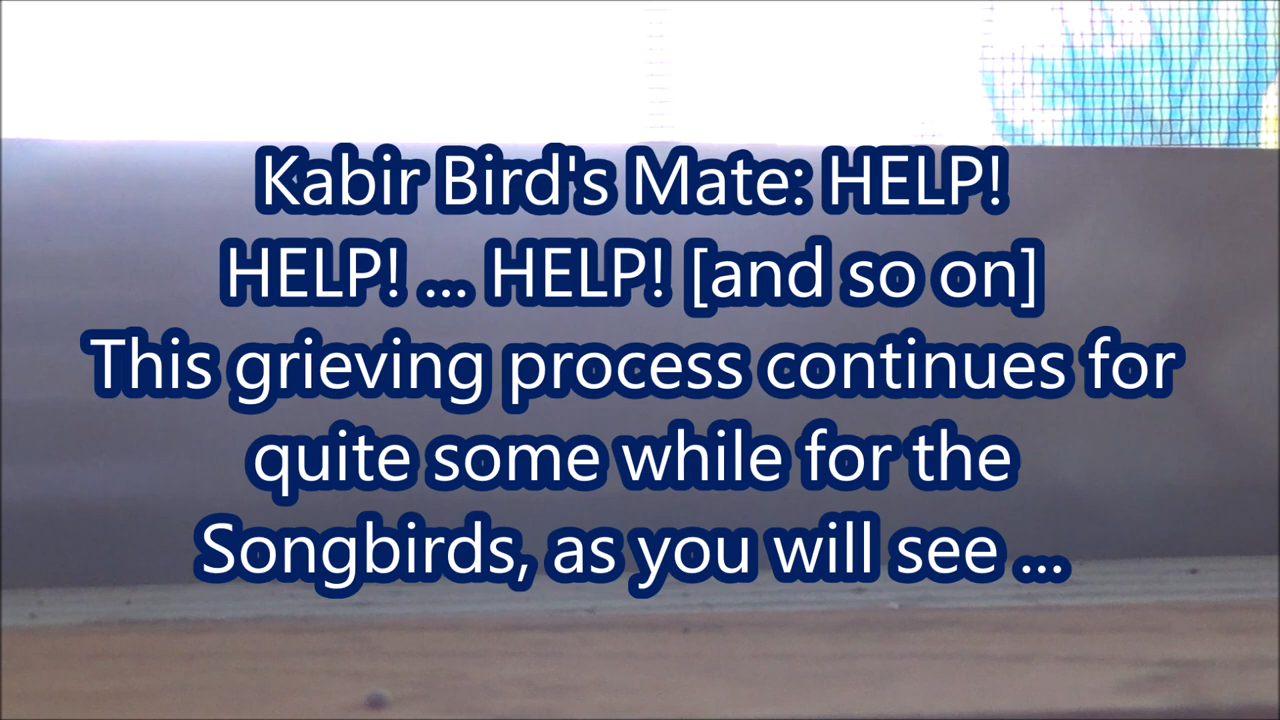 Kabir Bird's Mate: HELP!
HELP! ... HELP! [and so on]
This grieving process continues for
quite some while for the
Songbirds, as you will see ...